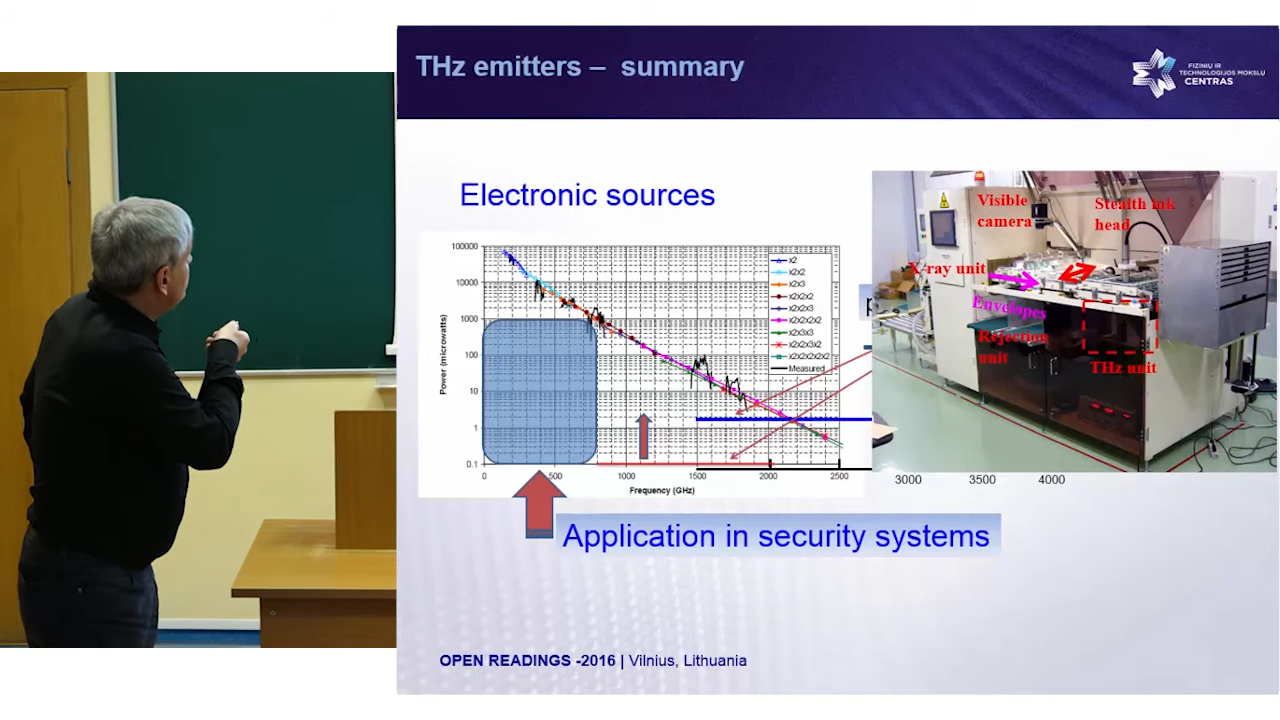 THz emitters – summary
FIZINIŲ IR
TECHNOLOGIJOS MOKSLŲ
CENTRAS
Electronic sources
100000
10000
1000
100
10
1
0.1
Power (microwatts)
0
500
1000
1500
2000
2500
3000
3500
4000
Frequency (GHz)
x2
x2x2
x2x3
x2x2x2
x2x2x3
x2x2x2x2
x2x3x3
x2x2x3x2
x2x2x2x2x2
Measured
Visible
camera
Stealth ink
head
X-ray unit
Envelopes
Rejection
unit
THz unit
Application in security systems
OPEN READINGS -2016 | Vilnius, Lithuania